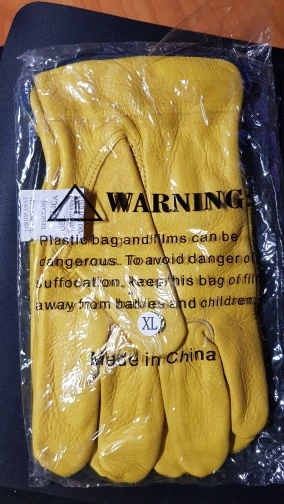 WARNING
Plastic bag and films can be
dangerous. To avoid danger of
suffocation, keep this bag of film
away from babies and children.
XL
Made in China